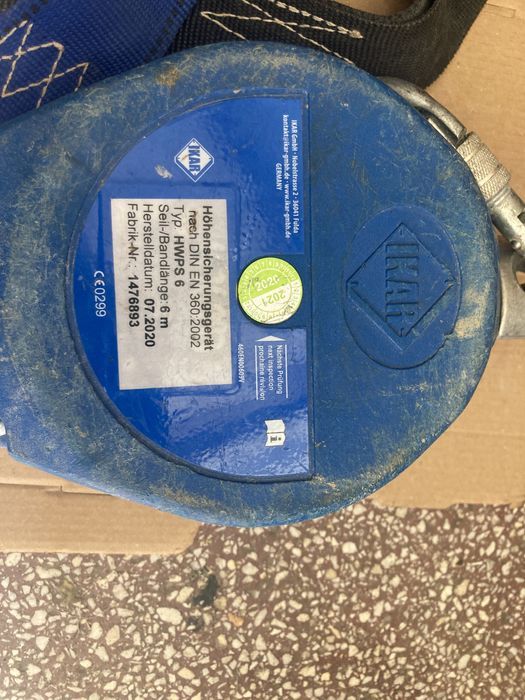 IKAR
IKAR GmbH · Nobelstrasse 2 · 36041 Fulda
kontakt@ikar-gmbh.de · www.ikar-gmbh.de
GERMANY
Höhensicherungsgerät
nach DIN EN 360:2002
Typ HWPS 6
Seil-/Bandlänge: 6 m
Herstelldatum: 07.2020
Fabrik-Nr.: 1476893
CE0299
2020
2021
Nächste Prüfung
next inspection
prochaine révision
i
IKAR